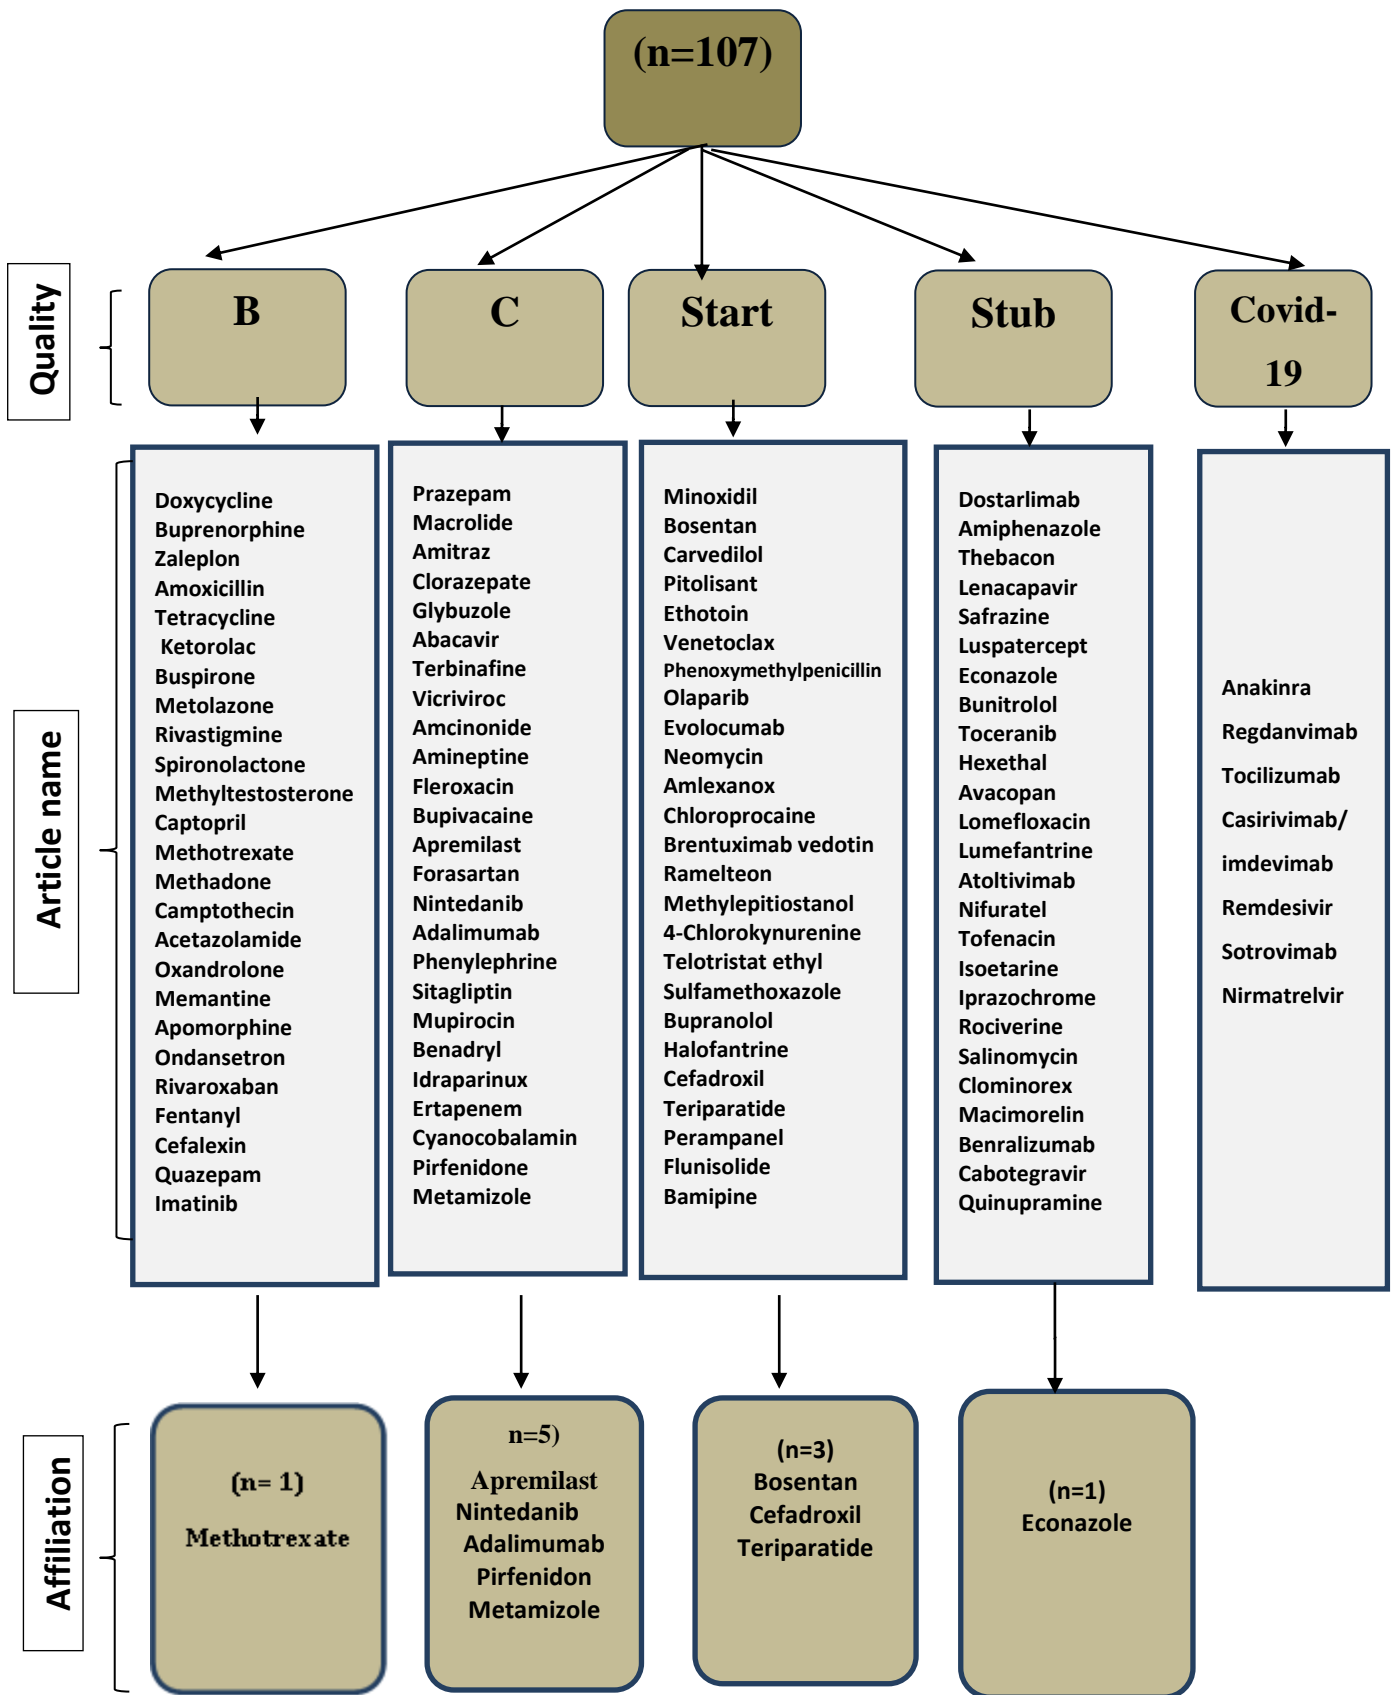 (n=107)
Quality
B
C
Start
Stub
Covid-
19
Article name
Doxycycline
Buprenorphine
Zaleplon
Amoxicillin
Tetracycline
Ketorolac
Buspirone
Metolazone
Rivastigmine
Spironolactone
Methyltestosterone
Captopril
Methotrexate
Methadone
Camptothecin
Acetazolamide
Oxandrolone
Memantine
Apomorphine
Ondansetron
Rivaroxaban
Fentanyl
Cefalexin
Quazepam
Imatinib
Prazepam
Macrolide
Amitraz
Clorazepate
Glybuzole
Abacavir
Terbinafine
Vicriviroc
Amcinonide
Amineptine
Fleroxacin
Bupivacaine
Apremilast
Forasartan
Nintedanib
Adalimumab
Phenylephrine
Sitagliptin
Mupirocin
Benadryl
Idraparinux
Ertapenem
Cyanocobalamin
Pirfenidone
Metamizole
Minoxidil
Bosentan
Carvedilol
Pitolisant
Ethotoin
Venetoclax
Phenoxymethylpenicillin
Olaparib
Evolocumab
Neomycin
Amlexanox
Chloroprocaine
Brentuximab vedotin
Ramelteon
Methylepitiostanol
4-Chlorokynurenine
Telotristat ethyl
Sulfamethoxazole
Bupranolol
Halofantrine
Cefadroxil
Teriparatide
Perampanel
Flunisolide
Bamipine
Dostarlimab
Amiphenazole
Thebacon
Lenacapavir
Safrazine
Luspatercept
Econazole
Bunitrolol
Toceranib
Hexethal
Avacopan
Lomefloxacin
Lumefantrine
Atoltivimab
Nifuratel
Tofenacin
Isoetarine
Iprazochrome
Rociverine
Salinomycin
Clominorex
Macimorelin
Benralizumab
Cabotegravir
Quinupramine
Anakinra
Regdanvimab
Tocilizumab
Casirivimab/
imdevimab
Remdesivir
Sotrovimab
Nirmatrelvir
Affiliation
(n= 1)
Methotrexate
n=5)
Apremilast
Nintedanib
Adalimumab
Pirfenidon
Metamizole
(n=3)
Bosentan
Cefadroxil
Teriparatide
(n=1)
Econazole